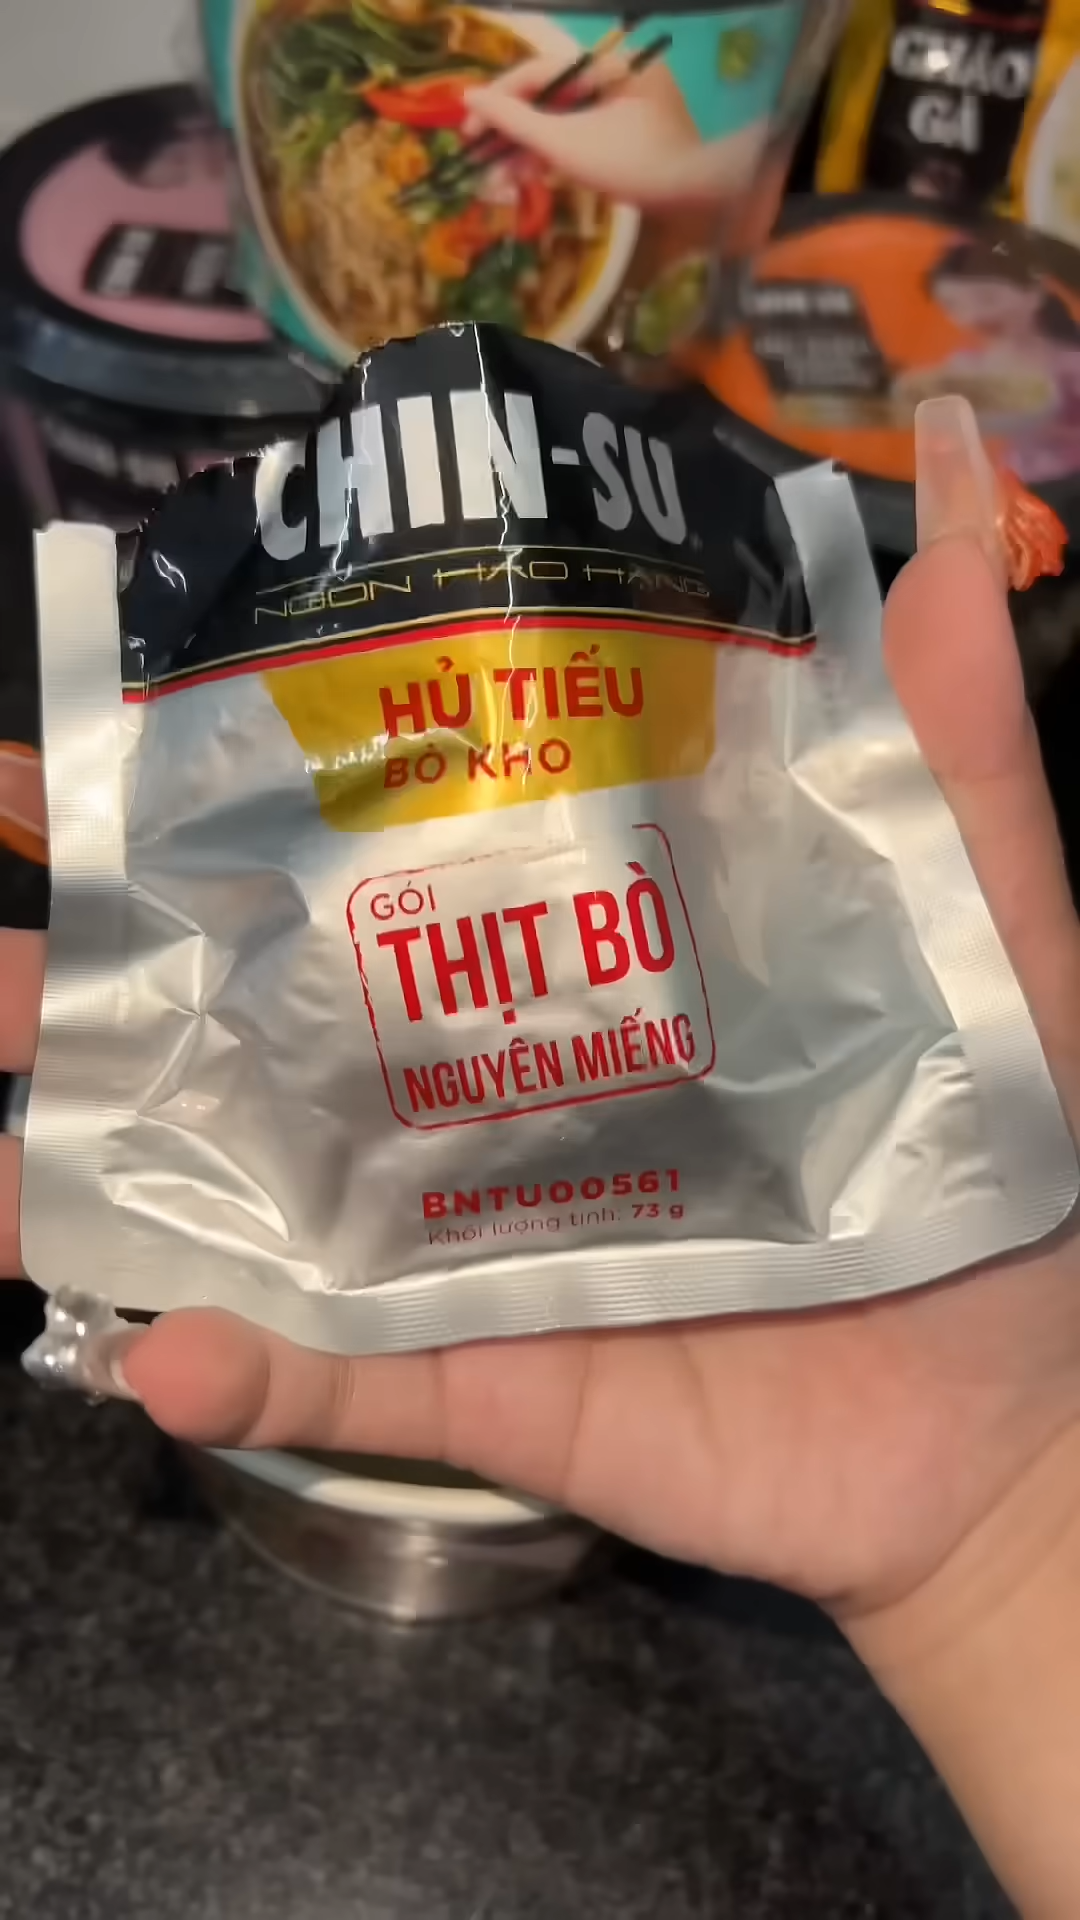 CHÁO
GÀ
CHIN-SU
NGON HẢO HẠNG
HỦ TIẾU
BÒ KHO
GÓI
THỊT BÒ
NGUYÊN MIẾNG
BNTU00561
Khối lượng tịnh: 73 g